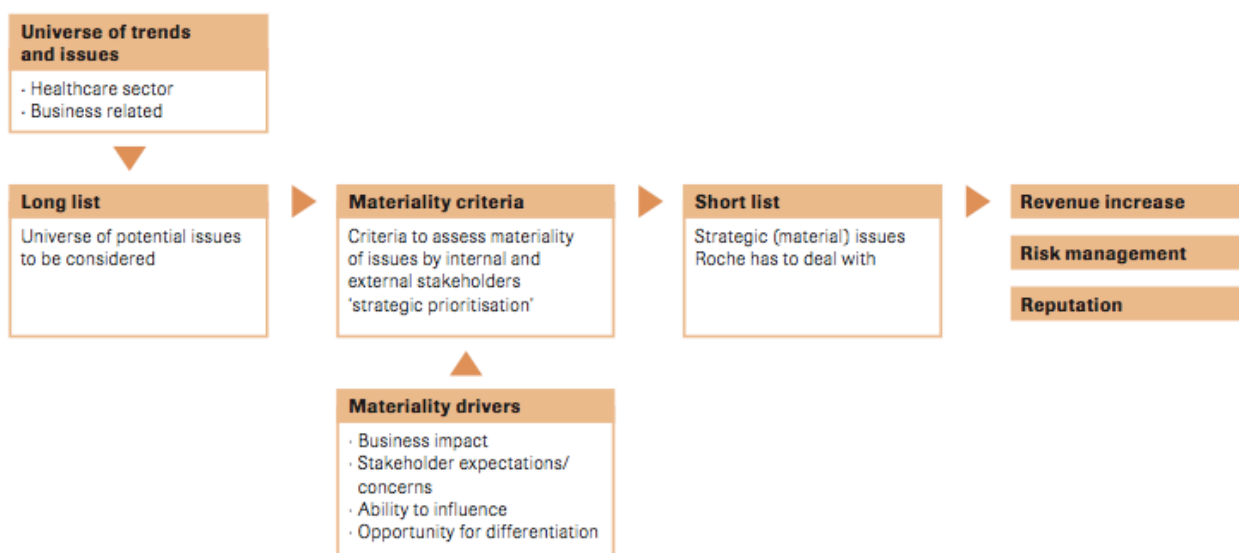 Universe of trends
and issues
- Healthcare sector
- Business related
Long list
Universe of potential issues
to be considered
Materiality criteria
Criteria to assess materiality
of issues by internal and
external stakeholders
'strategic prioritisation'
Short list
Strategic (material) issues
Roche has to deal with
Revenue increase
Risk management
Reputation
Materiality drivers
· Business impact
· Stakeholder expectations/
concerns
· Ability to influence
· Opportunity for differentiation